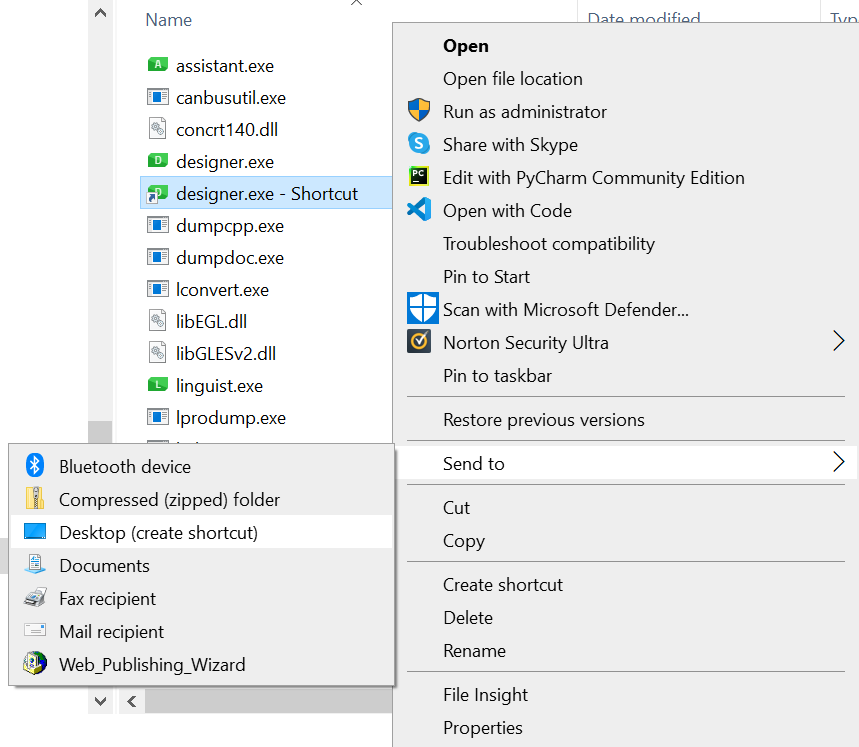 Name
Date modified
Typ
assistant.exe
canbusutil.exe
concrt140.dll
designer.exe
designer.exe - Shortcut
dumpcpp.exe
dumpdoc.exe
lconvert.exe
libEGL.dll
libGLESv2.dll
linguist.exe
lprodump.exe
Open
Open file location
Run as administrator
Share with Skype
Edit with PyCharm Community Edition
Open with Code
Troubleshoot compatibility
Pin to Start
Scan with Microsoft Defender...
Norton Security Ultra
Pin to taskbar
Restore previous versions
Send to
Cut
Copy
Create shortcut
Delete
Rename
File Insight
Properties
Bluetooth device
Compressed (zipped) folder
Desktop (create shortcut)
Documents
Fax recipient
Mail recipient
Web_Publishing_Wizard